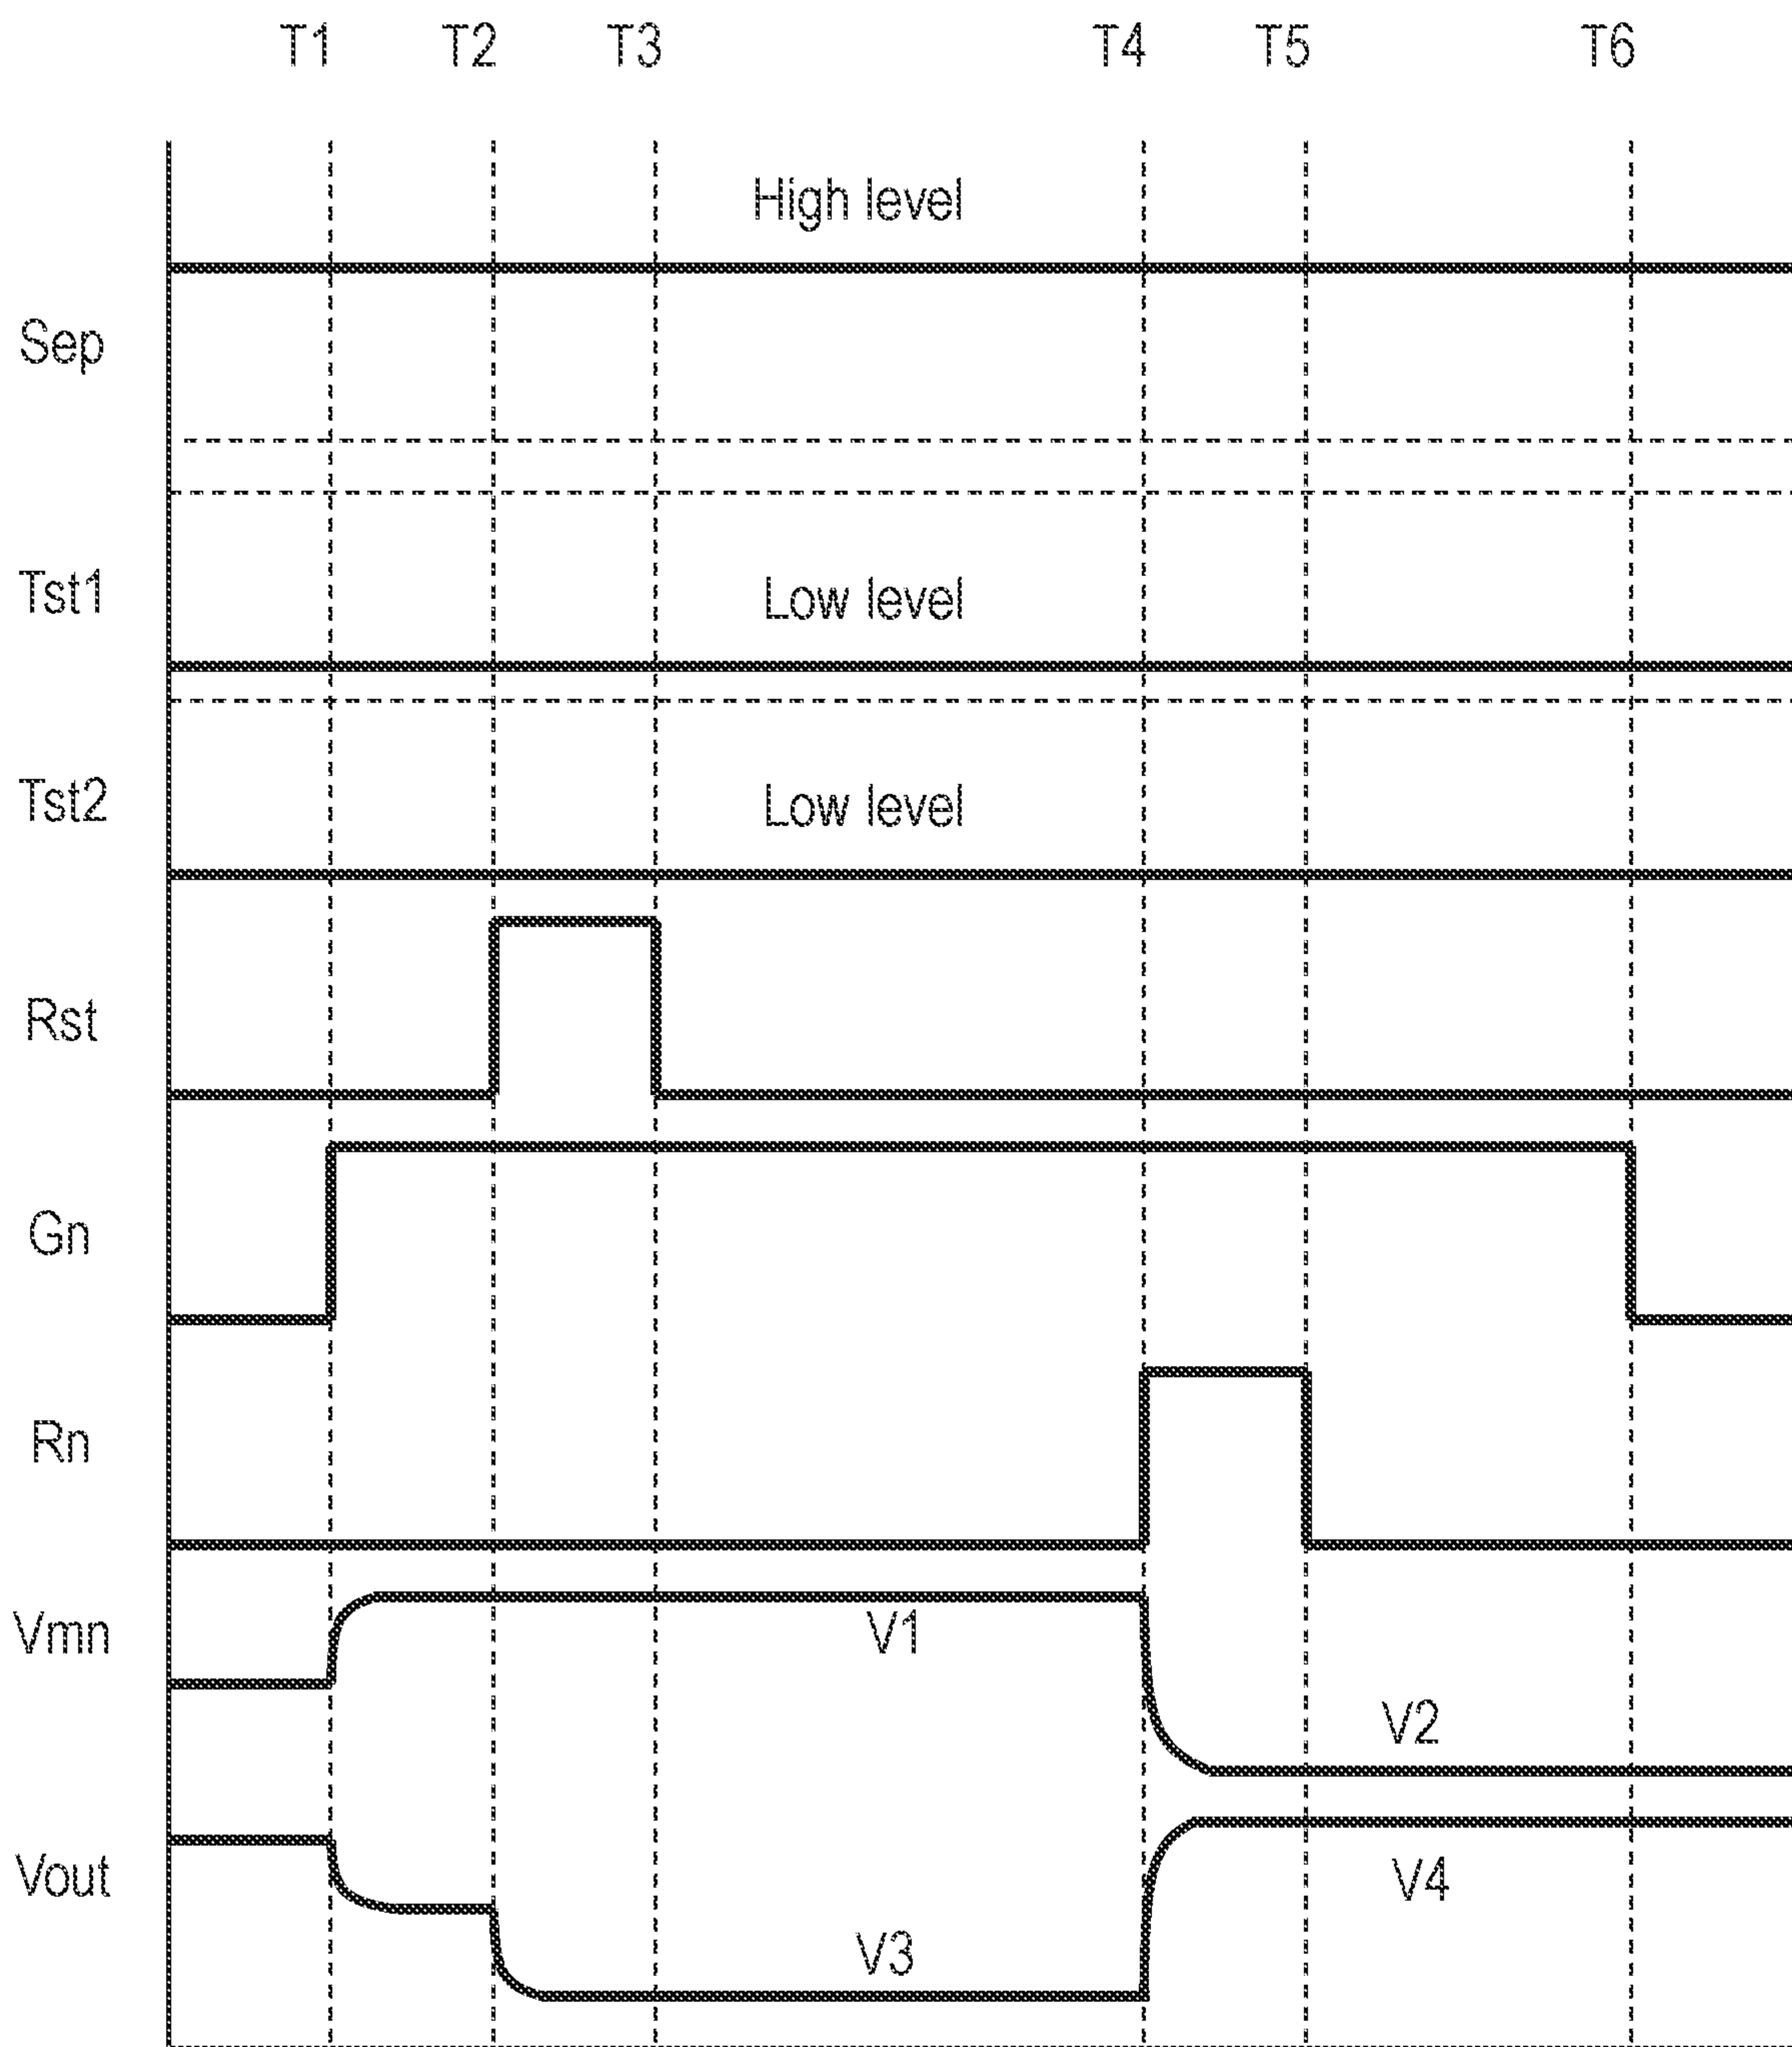 T1 T2 T3 T4 T5 T6
High level
Sep
Tst1 Low level
Tst2 Low level
Rst
Gn
Rn
Vmn V1 V2
Vout V3 V4